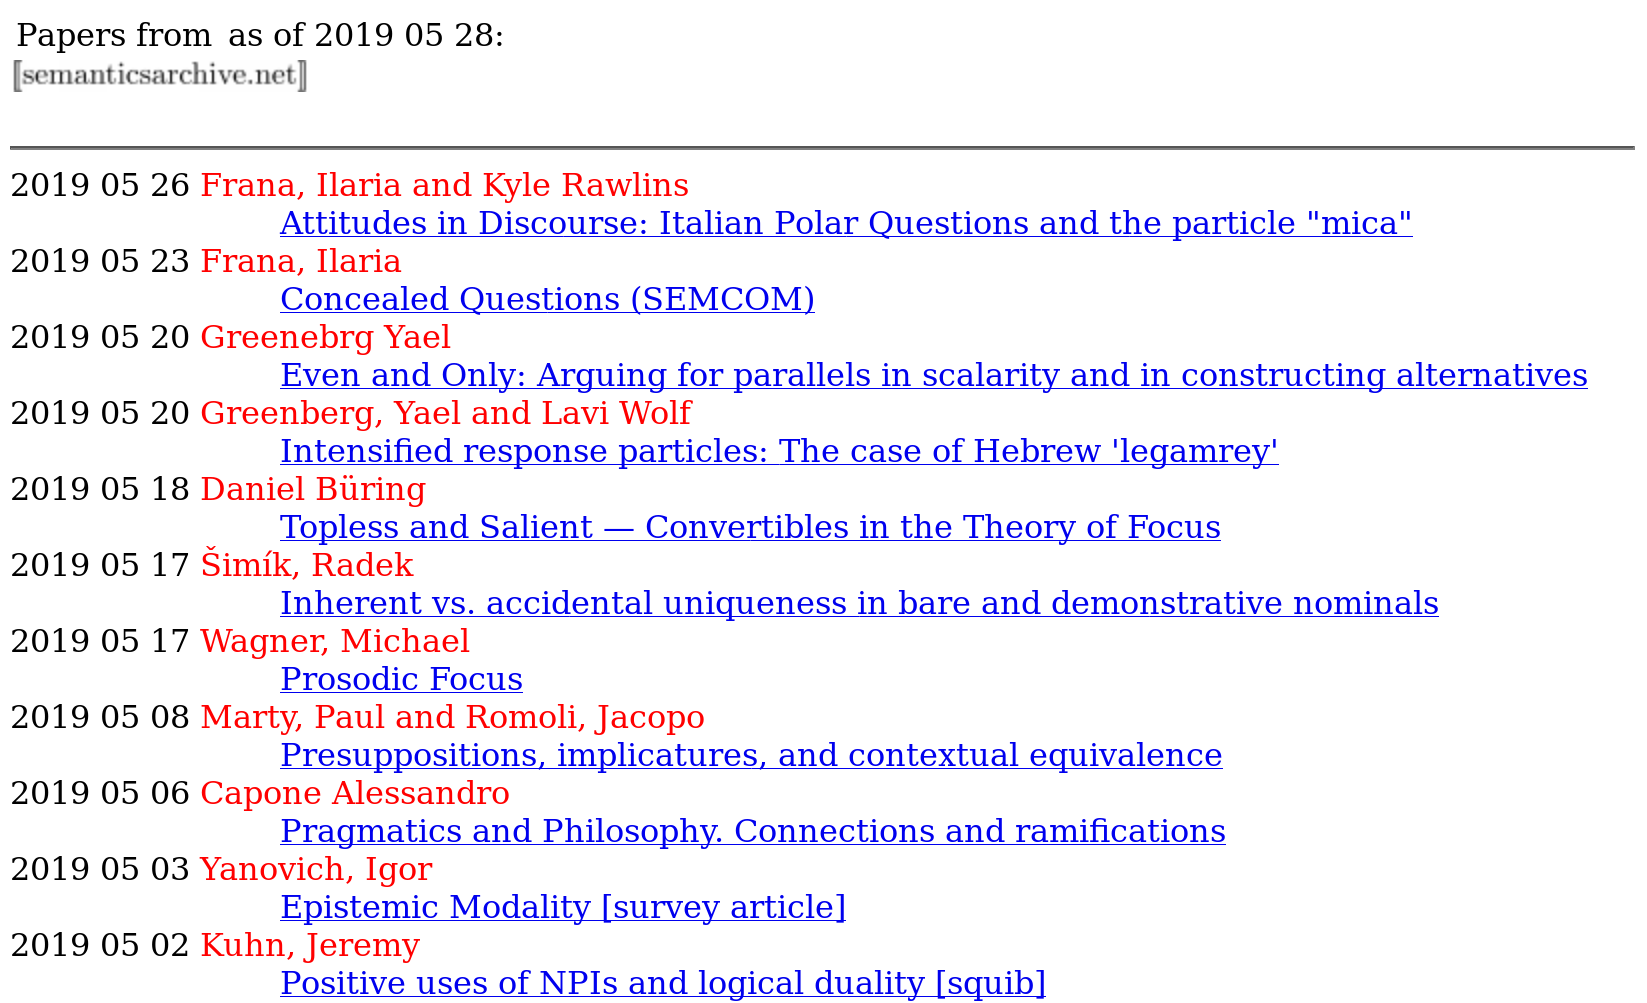 Papers from as of 2019 05 28:
⟦semanticsarchive.net⟧
2019 05 26 Frana, Ilaria and Kyle Rawlins
Attitudes in Discourse: Italian Polar Questions and the particle "mica"
2019 05 23 Frana, Ilaria
Concealed Questions (SEMCOM)
2019 05 20 Greenebrg Yael
Even and Only: Arguing for parallels in scalarity and in constructing alternatives
2019 05 20 Greenberg, Yael and Lavi Wolf
Intensified response particles: The case of Hebrew 'legamrey'
2019 05 18 Daniel Büring
Topless and Salient — Convertibles in the Theory of Focus
2019 05 17 Šimík, Radek
Inherent vs. accidental uniqueness in bare and demonstrative nominals
2019 05 17 Wagner, Michael
Prosodic Focus
2019 05 08 Marty, Paul and Romoli, Jacopo
Presuppositions, implicatures, and contextual equivalence
2019 05 06 Capone Alessandro
Pragmatics and Philosophy. Connections and ramifications
2019 05 03 Yanovich, Igor
Epistemic Modality [survey article]
2019 05 02 Kuhn, Jeremy
Positive uses of NPIs and logical duality [squib]